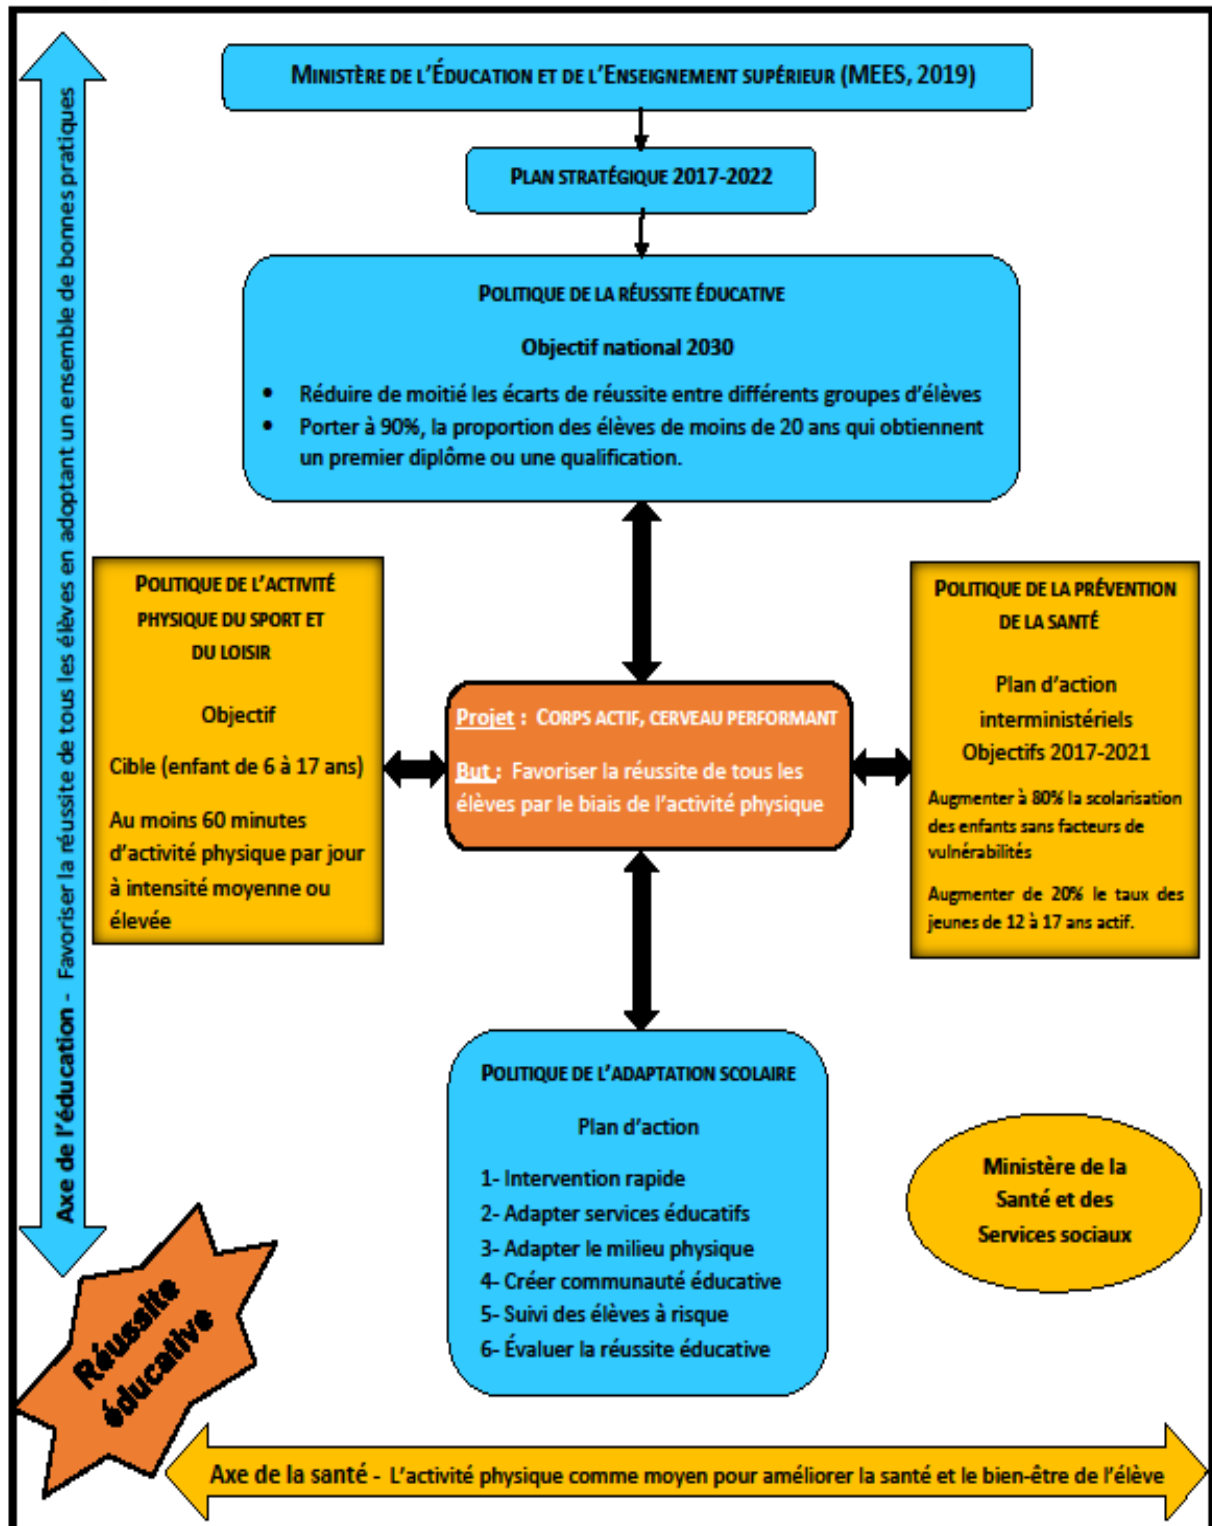 MINISTÈRE DE L'ÉDUCATION ET DE L'ENSEIGNEMENT SUPÉRIEUR (MEES, 2019)
PLAN STRATÉGIQUE 2017-2022
POLITIQUE DE LA RÉUSSITE ÉDUCATIVE
Objectif national 2030
• Réduire de moitié les écarts de réussite entre différents groupes d'élèves
• Porter à 90%, la proportion des élèves de moins de 20 ans qui obtiennent
un premier diplôme ou une qualification.
Axe de l'éducation - Favoriser la réussite de tous les élèves en adoptant un ensemble de bonnes pratiques
POLITIQUE DE L'ACTIVITÉ
PHYSIQUE DU SPORT ET
DU LOISIR
Objectif
Cible (enfant de 6 à 17 ans)
Au moins 60 minutes
d'activité physique par jour
à intensité moyenne ou
élevée
Projet : CORPS ACTIF, CERVEAU PERFORMANT
But : Favoriser la réussite de tous les
élèves par le biais de l'activité physique
POLITIQUE DE LA PRÉVENTION
DE LA SANTÉ
Plan d'action
interministériels
Objectifs 2017-2021
Augmenter à 80% la scolarisation
des enfants sans facteurs de
vulnérabilités
Augmenter de 20% le taux des
jeunes de 12 à 17 ans actif.
POLITIQUE DE L'ADAPTATION SCOLAIRE
Plan d'action
1- Intervention rapide
2- Adapter services éducatifs
3- Adapter le milieu physique
4- Créer communauté éducative
5- Suivi des élèves à risque
6- Évaluer la réussite éducative
Ministère de la
Santé et des
Services sociaux
Réussite
éducative
Axe de la santé - L'activité physique comme moyen pour améliorer la santé et le bien-être de l'élève